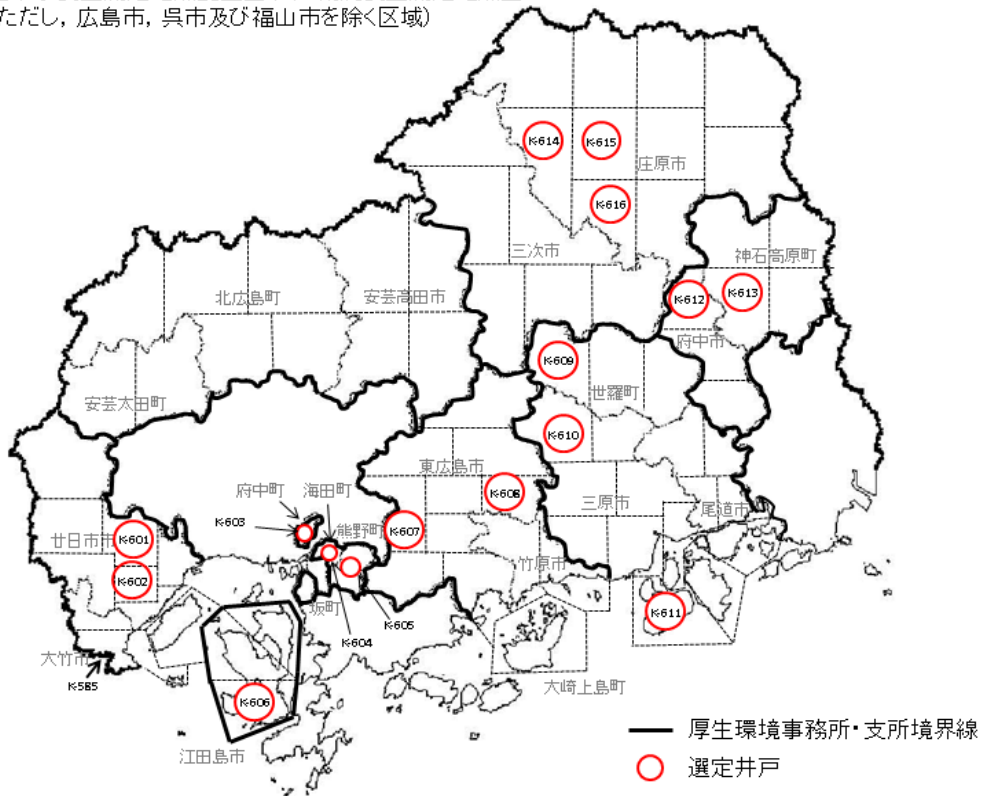 ただし, 広島市, 呉市及び福山市を除く区域)
K-614
K-615
庄原市
K-616
三次市
神石高原町
K-613
K-612
北広島町
安芸高田市
府中市
K-609
世羅町
安芸太田町
K-610
東広島市
府中町
海田町
K-608
三原市
尾道市
K-603
熊野町
K-607
廿日市市
K-601
竹原市
K-602
坂町
K-611
K-605
K-604
大竹市
K-585
大崎上島町
K-606
江田島市
厚生環境事務所・支所境界線
選定井戸